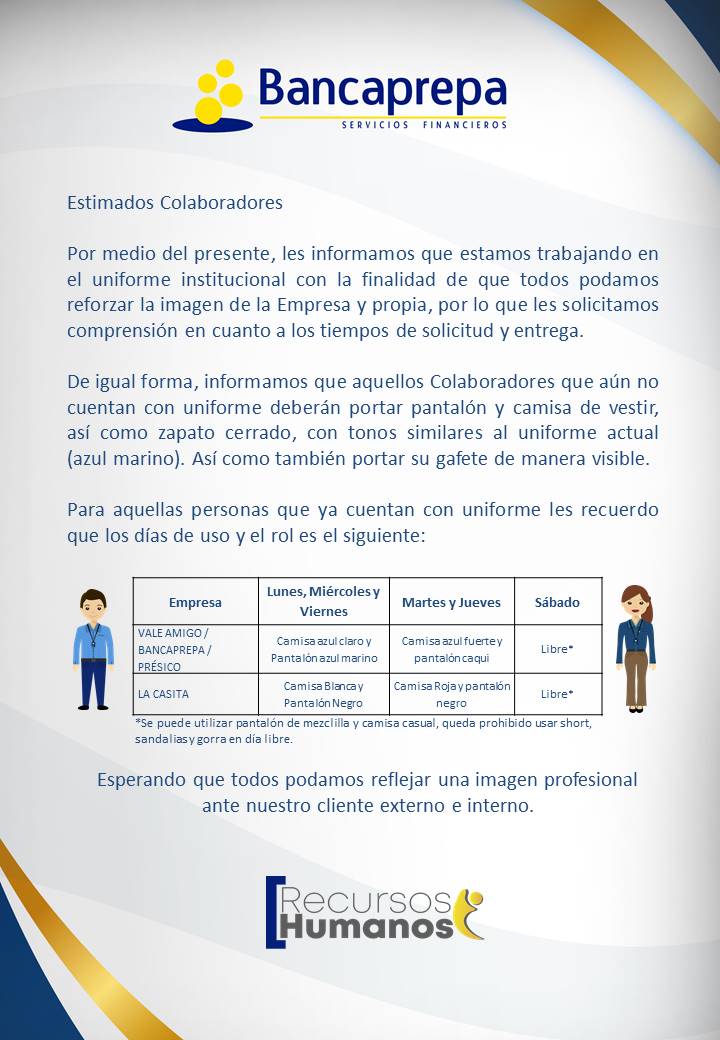 Bancaprepa
SERVICIOS FINANCIEROS
Estimados Colaboradores
Por medio del presente, les informamos que estamos trabajando en
el uniforme institucional con la finalidad de que todos podamos
reforzar la imagen de la Empresa y propia, por lo que les solicitamos
comprensión en cuanto a los tiempos de solicitud y entrega.
De igual forma, informamos que aquellos Colaboradores que aún no
cuentan con uniforme deberán portar pantalón y camisa de vestir,
así como zapato cerrado, con tonos similares al uniforme actual
(azul marino). Así como también portar su gafete de manera visible.
Para aquellas personas que ya cuentan con uniforme les recuerdo
que los días de uso y el rol es el siguiente:
Empresa
Lunes, Miércoles y
Viernes
Martes y Jueves
Sábado
VALE AMIGO /
BANCAPREPA /
PRÉSICO
Camisa azul claro y
Pantalón azul marino
Camisa azul fuerte y
pantalón caqui
Libre*
LA CASITA
Camisa Blanca y
Pantalón Negro
Camisa Roja y pantalón
negro
Libre*
*Se puede utilizar pantalón de mezclilla y camisa casual, queda prohibido usar short,
sandalias y gorra en día libre.
Esperando que todos podamos reflejar una imagen profesional
ante nuestro cliente externo e interno.
Recursos
Humanos